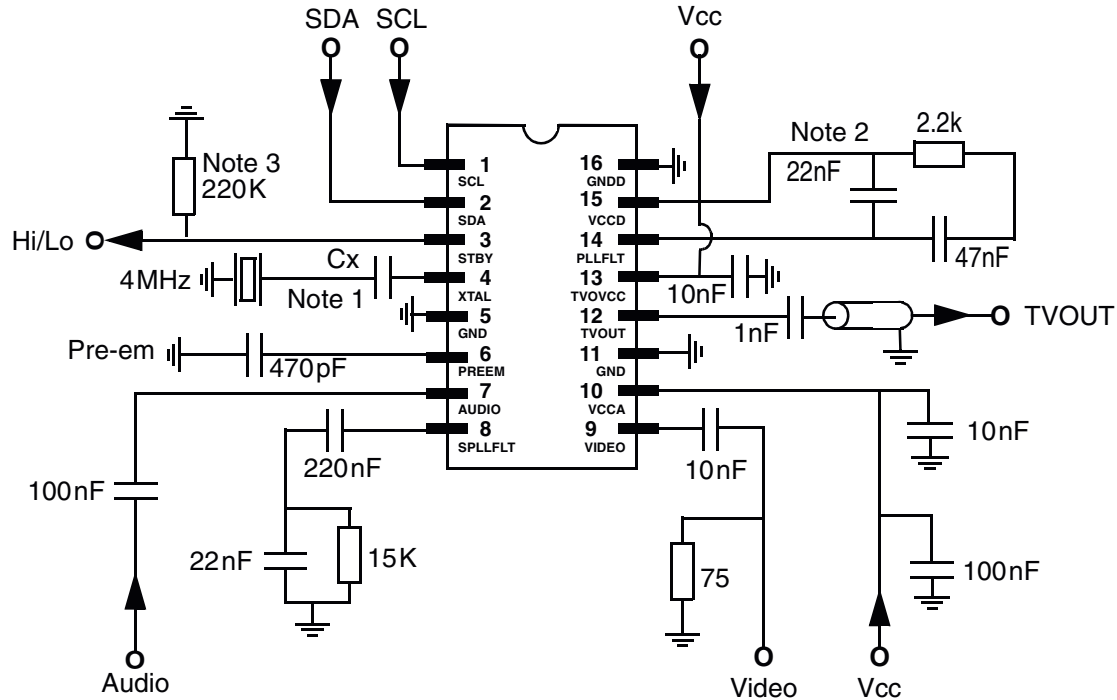 SDA SCL
Vcc
Note 3
220K
Note 2
2.2k
22nF
47nF
Hi/Lo
4MHz
Cx
Note 1
Pre-em
470pF
1
SCL
2
SDA
3
STBY
4
XTAL
5
GND
6
PREEM
7
AUDIO
8
SPLLFLT
16
GNDD
15
VCCD
14
PLLFLT
13
TVOVCC
12
TVOUT
11
GND
10
VCCA
9
VIDEO
10nF
1nF
TVOUT
10nF
10nF
220nF
100nF
22nF
15K
75
100nF
Audio
Video
Vcc